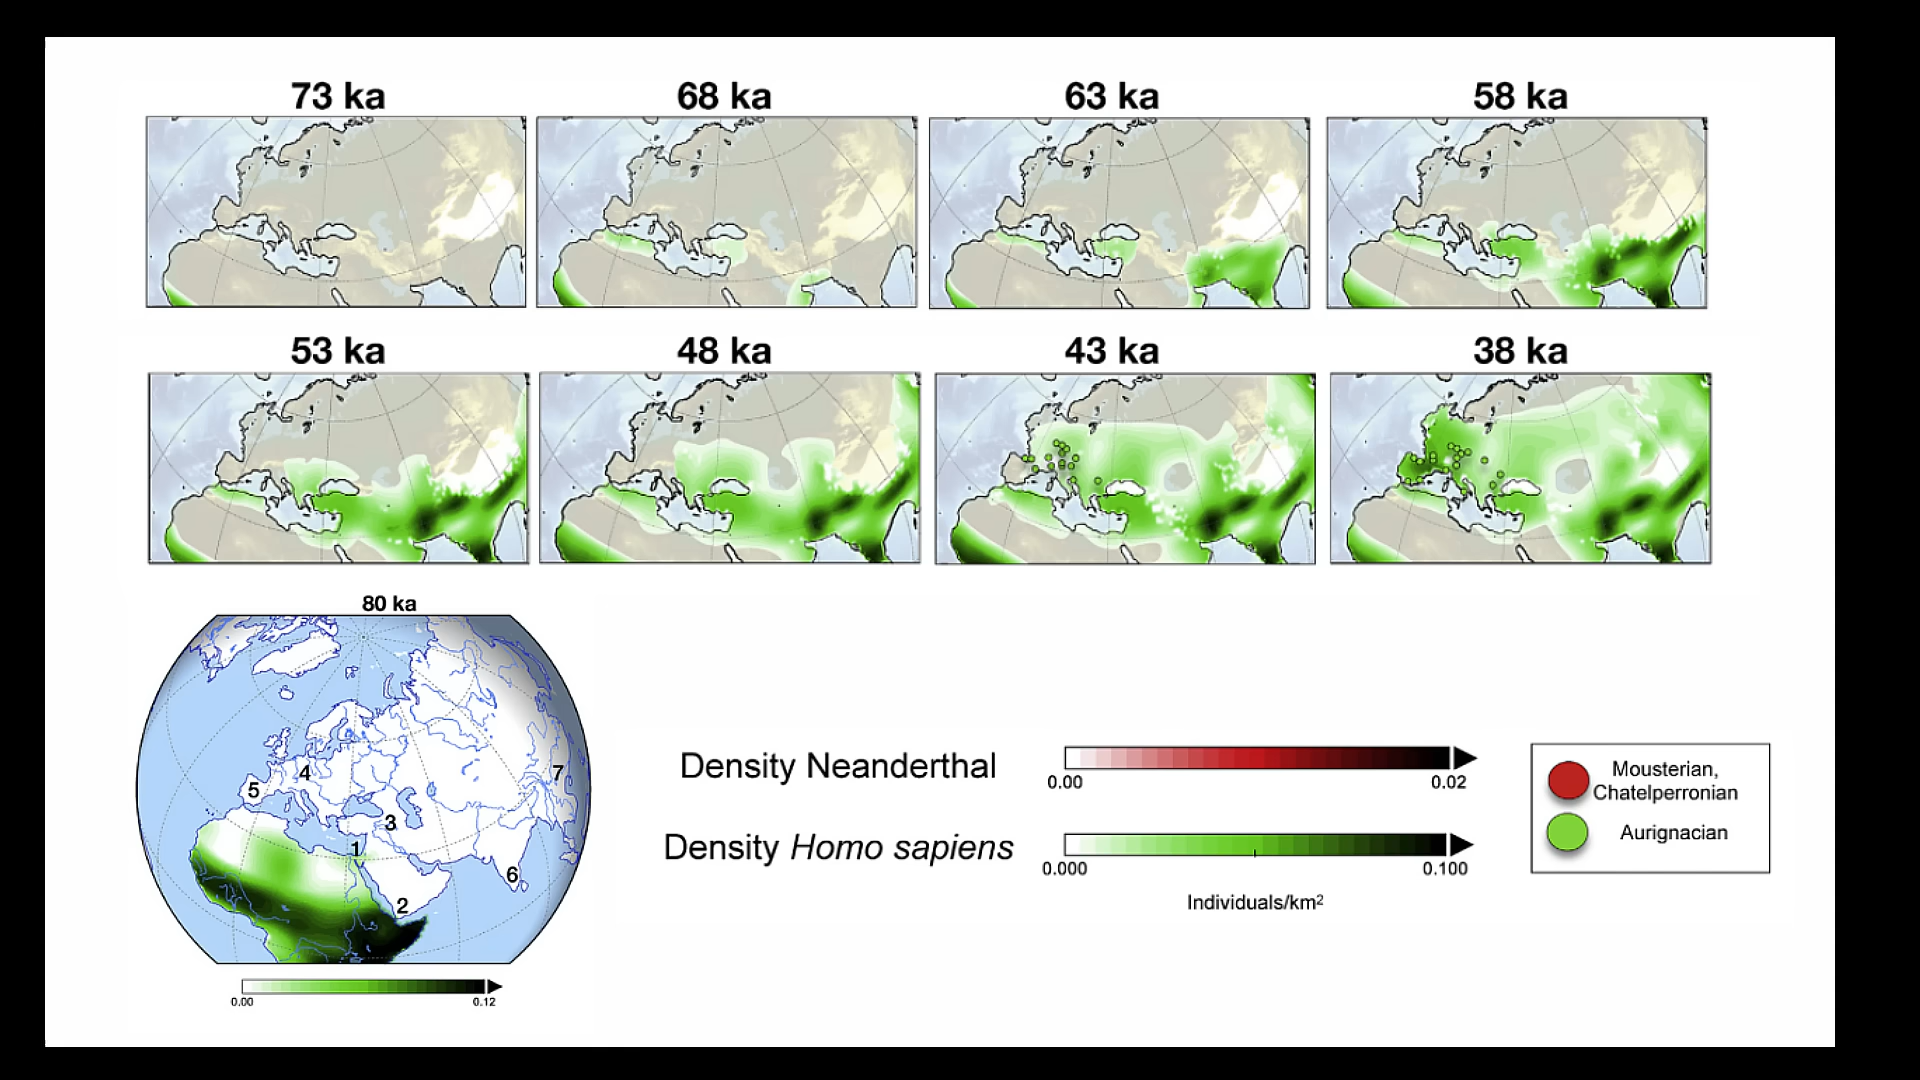 73 ka
68 ka
63 ka
58 ka
53 ka
48 ka
43 ka
38 ka
80 ka
1
2
3
4
5
6
7
0.00
0.12
Density Neanderthal
0.00
0.02
Density Homo sapiens
0.000
0.100
Individuals/km²
Mousterian,
Chatelperronian
Aurignacian